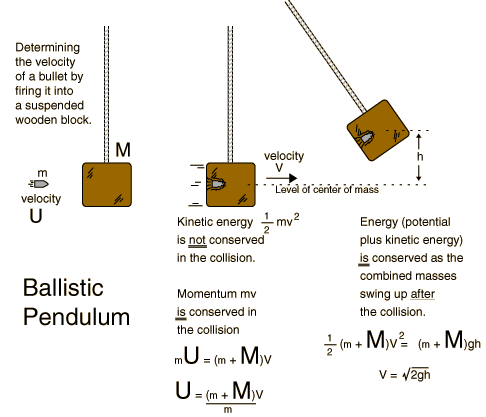 Determining
the velocity
of a bullet by
firing it into
a suspended
wooden block.
M
m
velocity
U
velocity
V
h
Level of center of mass
Kinetic energy 1/2 mv²
is not conserved
in the collision.
Momentum mv
is conserved in
the collision
mU = (m + M)V
U = (m + M)V / m
Energy (potential
plus kinetic energy)
is conserved as the
combined masses
swing up after
the collision.
1/2 (m + M)V² = (m + M)gh
V = √2gh
Ballistic
Pendulum